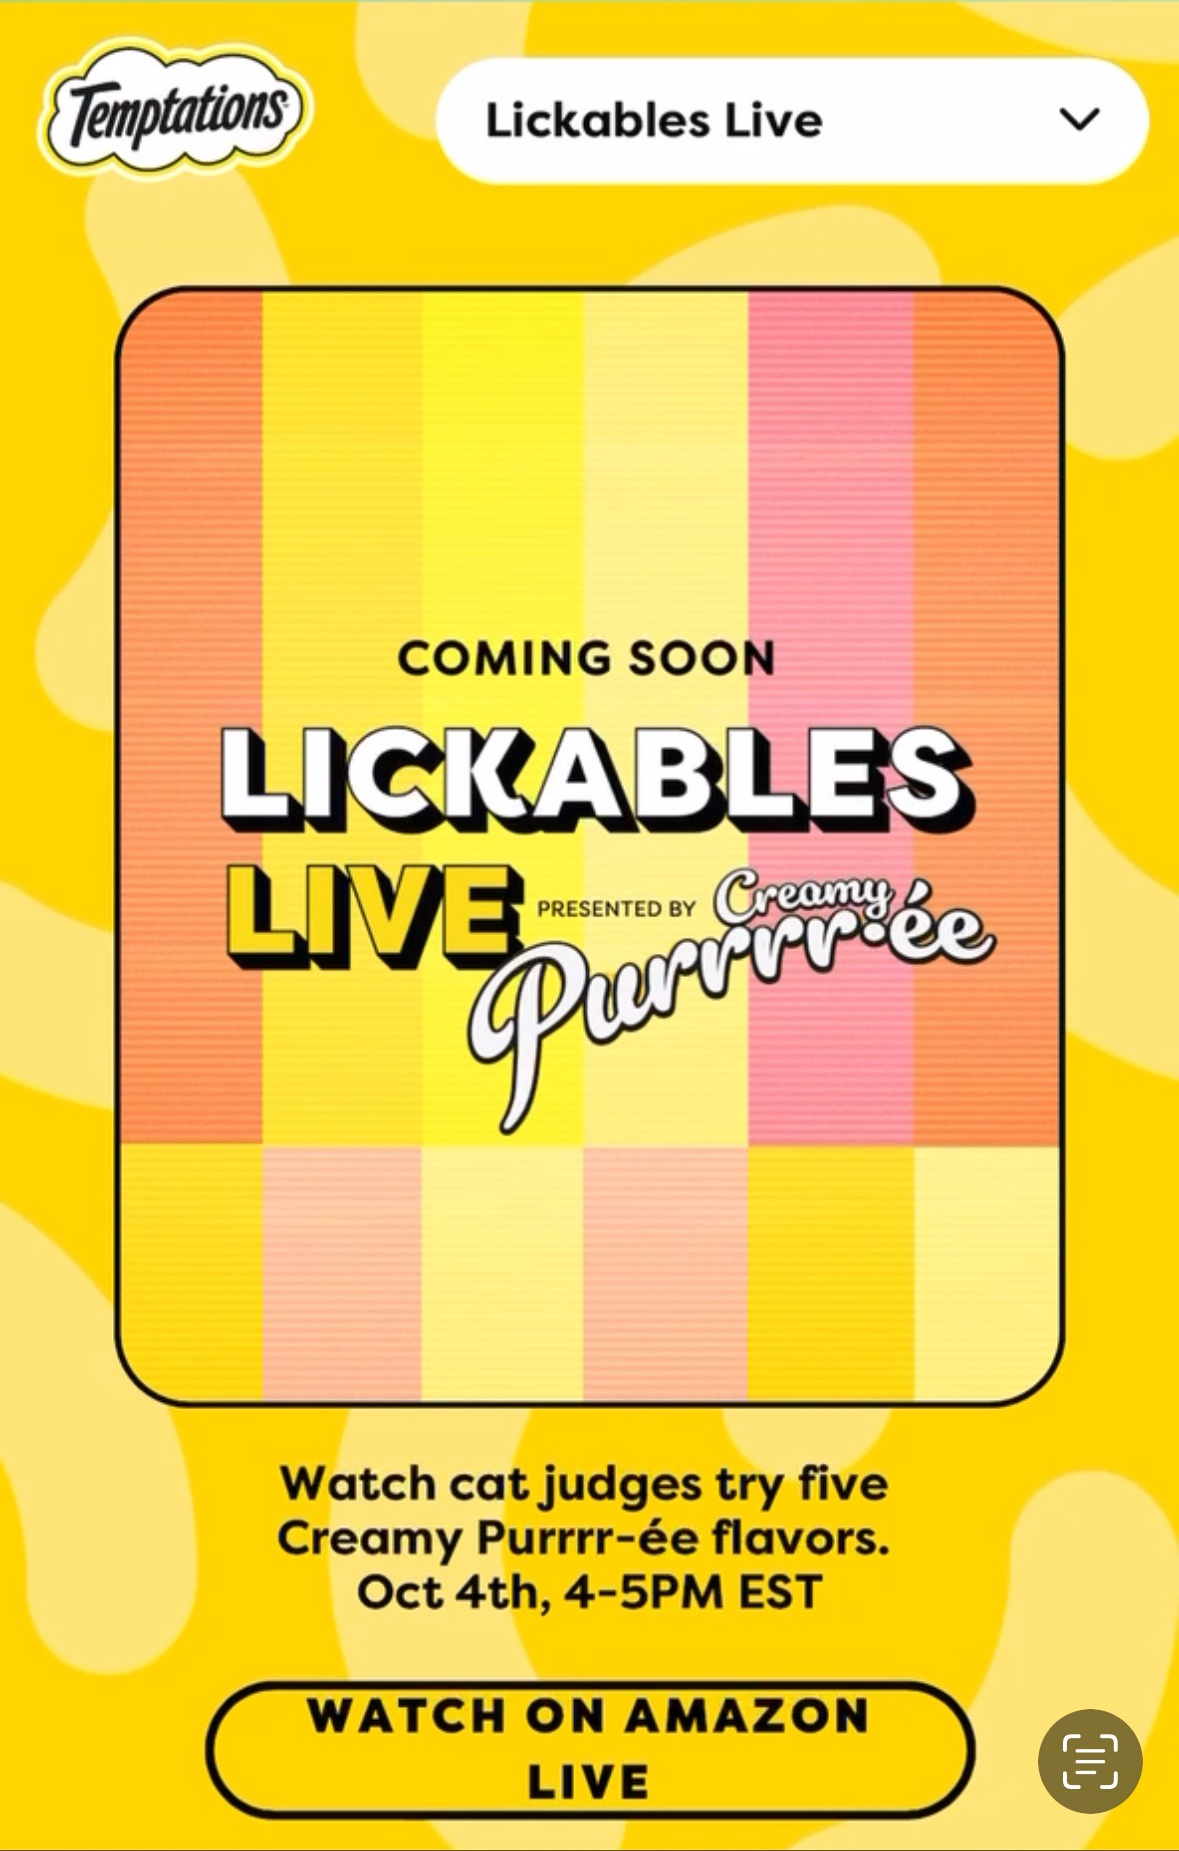 Temptations
Lickables Live
COMING SOON
LICKABLES
LIVE PRESENTED BY Creamy
Purrrr·ée
Watch cat judges try five
Creamy Purrrr-ée flavors.
Oct 4th, 4-5PM EST
WATCH ON AMAZON
LIVE